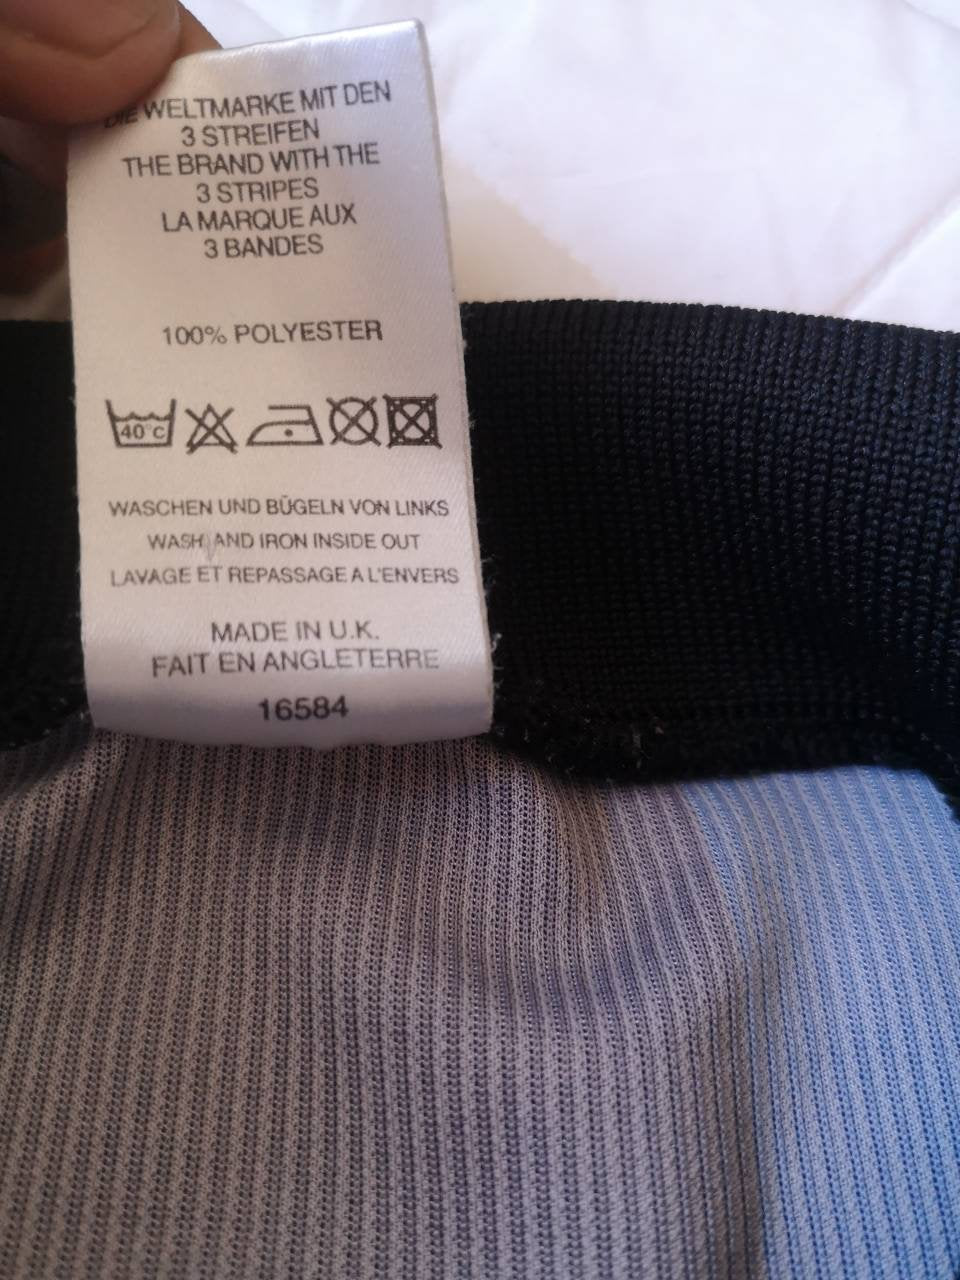 DIE WELTMARKE MIT DEN
3 STREIFEN
THE BRAND WITH THE
3 STRIPES
LA MARQUE AUX
3 BANDES
100% POLYESTER
40°C
WASCHEN UND BÜGELN VON LINKS
WASH AND IRON INSIDE OUT
LAVAGE ET REPASSAGE A L'ENVERS
MADE IN U.K.
FAIT EN ANGLETERRE
16584